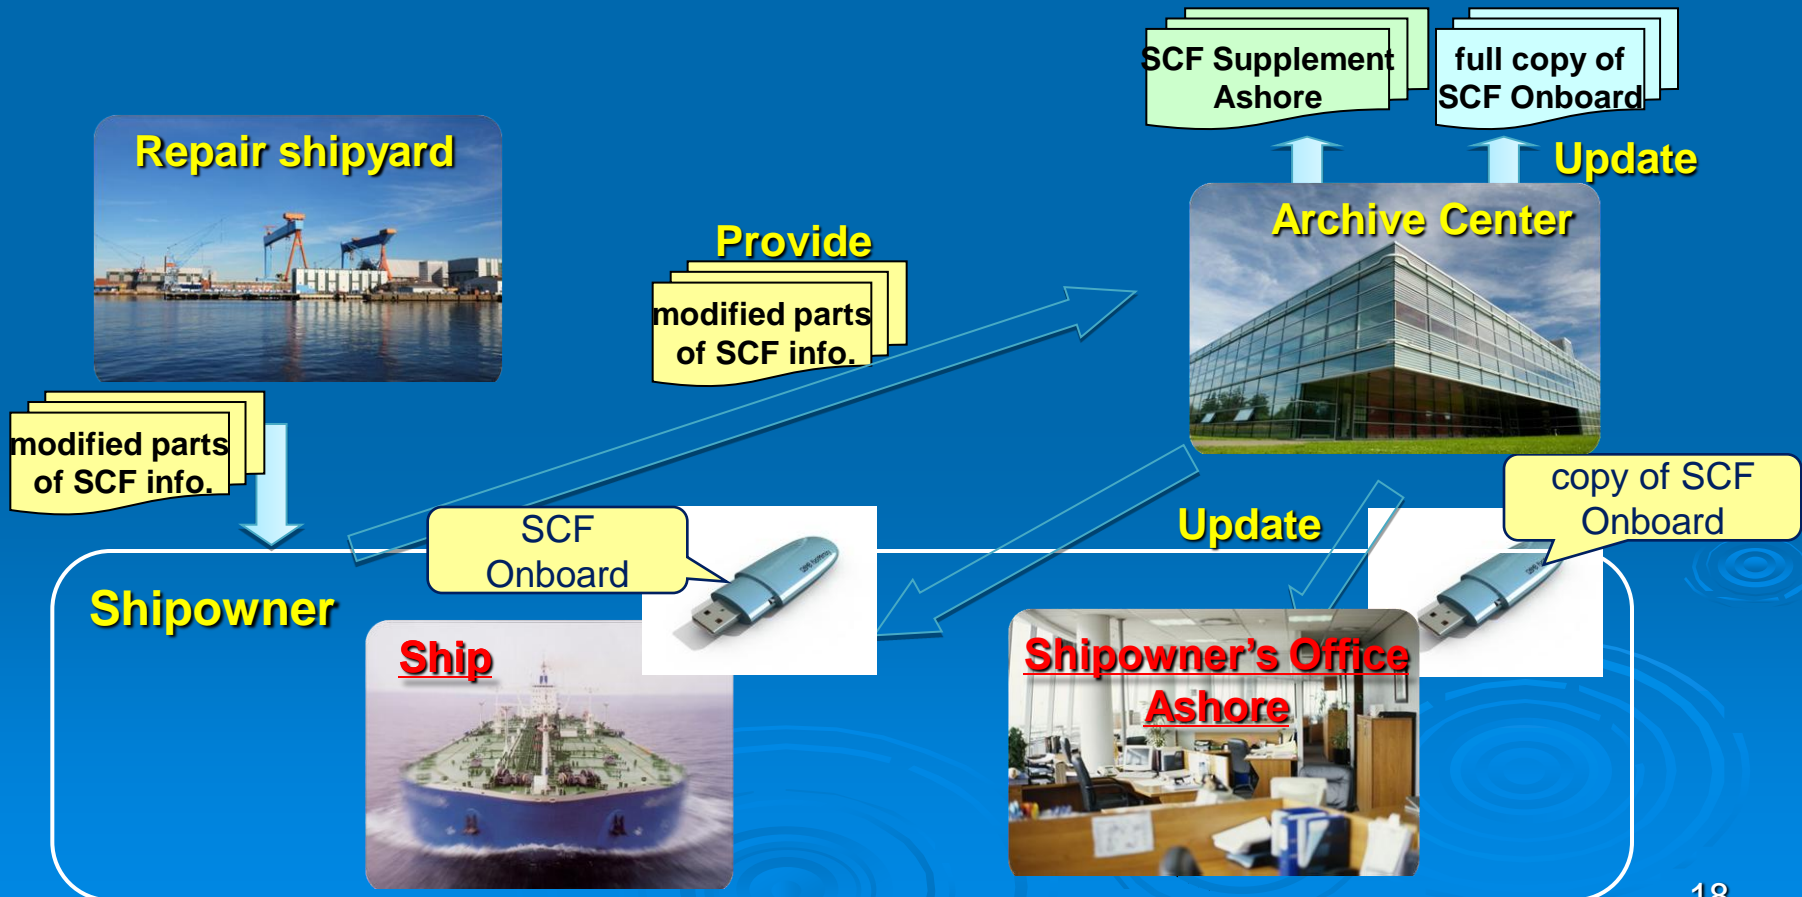 SCF Supplement
Ashore
full copy of
SCF Onboard
Update
Repair shipyard
Archive Center
Provide
modified parts
of SCF info.
modified parts
of SCF info.
copy of SCF
Onboard
SCF
Onboard
Update
Shipowner
Ship
Shipowner’s Office
Ashore
18